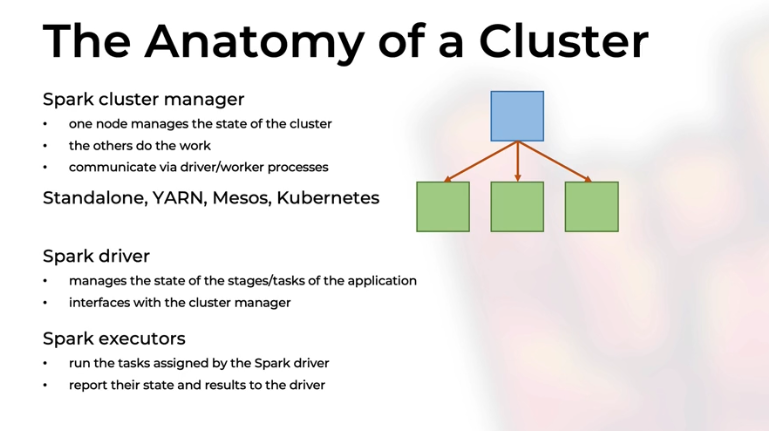 The Anatomy of a Cluster
Spark cluster manager
• one node manages the state of the cluster
• the others do the work
• communicate via driver/worker processes
Standalone, YARN, Mesos, Kubernetes
Spark driver
• manages the state of the stages/tasks of the application
• interfaces with the cluster manager
Spark executors
• run the tasks assigned by the Spark driver
• report their state and results to the driver